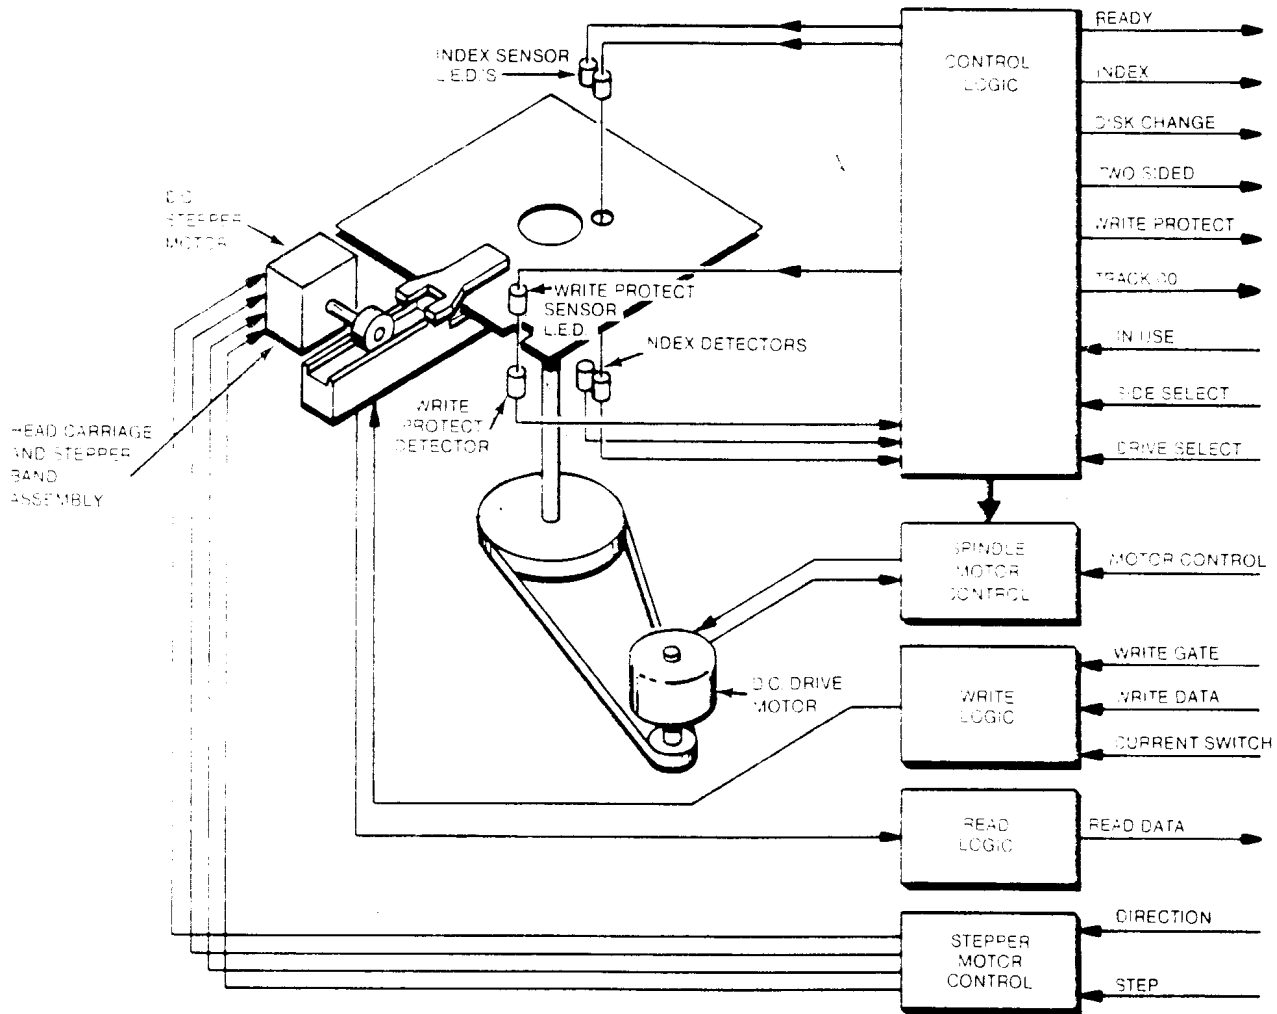 READY
INDEX SENSOR
L.E.D.'S
CONTROL
LOGIC
INDEX
DISK CHANGE
TWO SIDED
D.C.
STEPPER
MOTOR
WRITE PROTECT
WRITE PROTECT
SENSOR
L.E.D.
TRACK 00
INDEX DETECTORS
IN USE
WRITE
PROTECT
DETECTOR
SIDE SELECT
HEAD CARRIAGE
AND STEPPER
BAND
ASSEMBLY
DRIVE SELECT
SPINDLE
MOTOR
CONTROL
MOTOR CONTROL
WRITE GATE
D.C. DRIVE
MOTOR
WRITE
LOGIC
WRITE DATA
CURRENT SWITCH
READ
LOGIC
READ DATA
DIRECTION
STEPPER
MOTOR
CONTROL
STEP